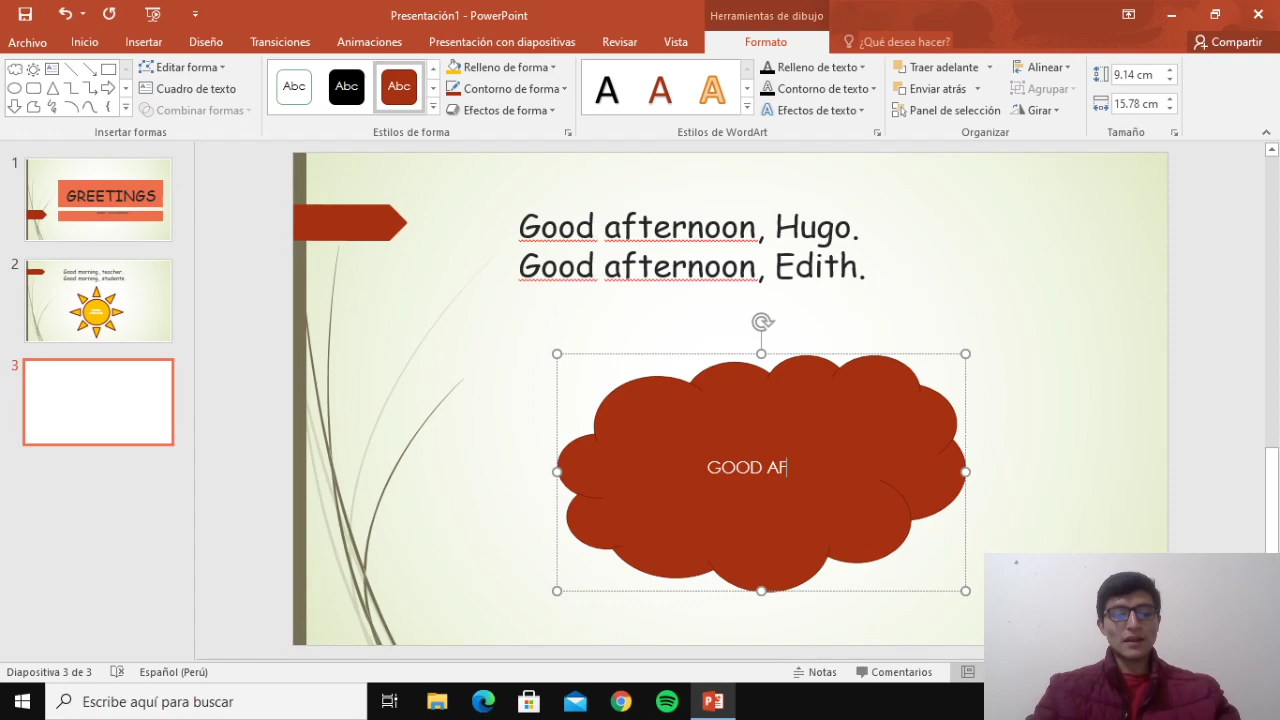 Presentación1 - PowerPoint
Herramientas de dibujo
Archivo
Inicio
Insertar
Diseño
Transiciones
Animaciones
Presentación con diapositivas
Revisar
Vista
Formato
¿Qué desea hacer?
Compartir
Editar forma
Cuadro de texto
Combinar formas
Insertar formas
Abc
Abc
Abc
Relleno de forma
Contorno de forma
Efectos de forma
Estilos de forma
A
A
A
Relleno de texto
Contorno de texto
Efectos de texto
Estilos de WordArt
Traer adelante
Enviar atrás
Panel de selección
Alinear
Agrupar
Girar
Organizar
9.14 cm
15.78 cm
Tamaño
1
GREETINGS
2
Good morning, teacher.
Good morning, students
3
Good afternoon, Hugo.
Good afternoon, Edith.
GOOD AF
Diapositiva 3 de 3
Español (Perú)
Notas
Comentarios
Escribe aquí para buscar